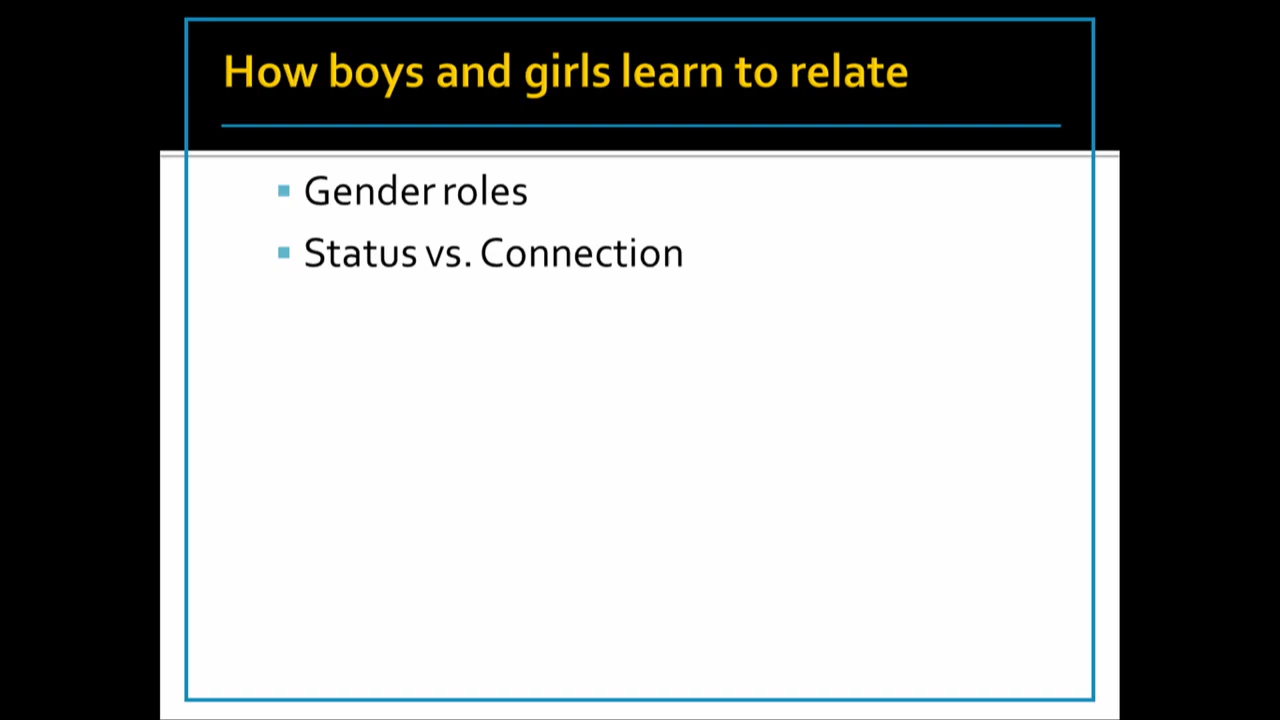 How boys and girls learn to relate
Gender roles
Status vs. Connection